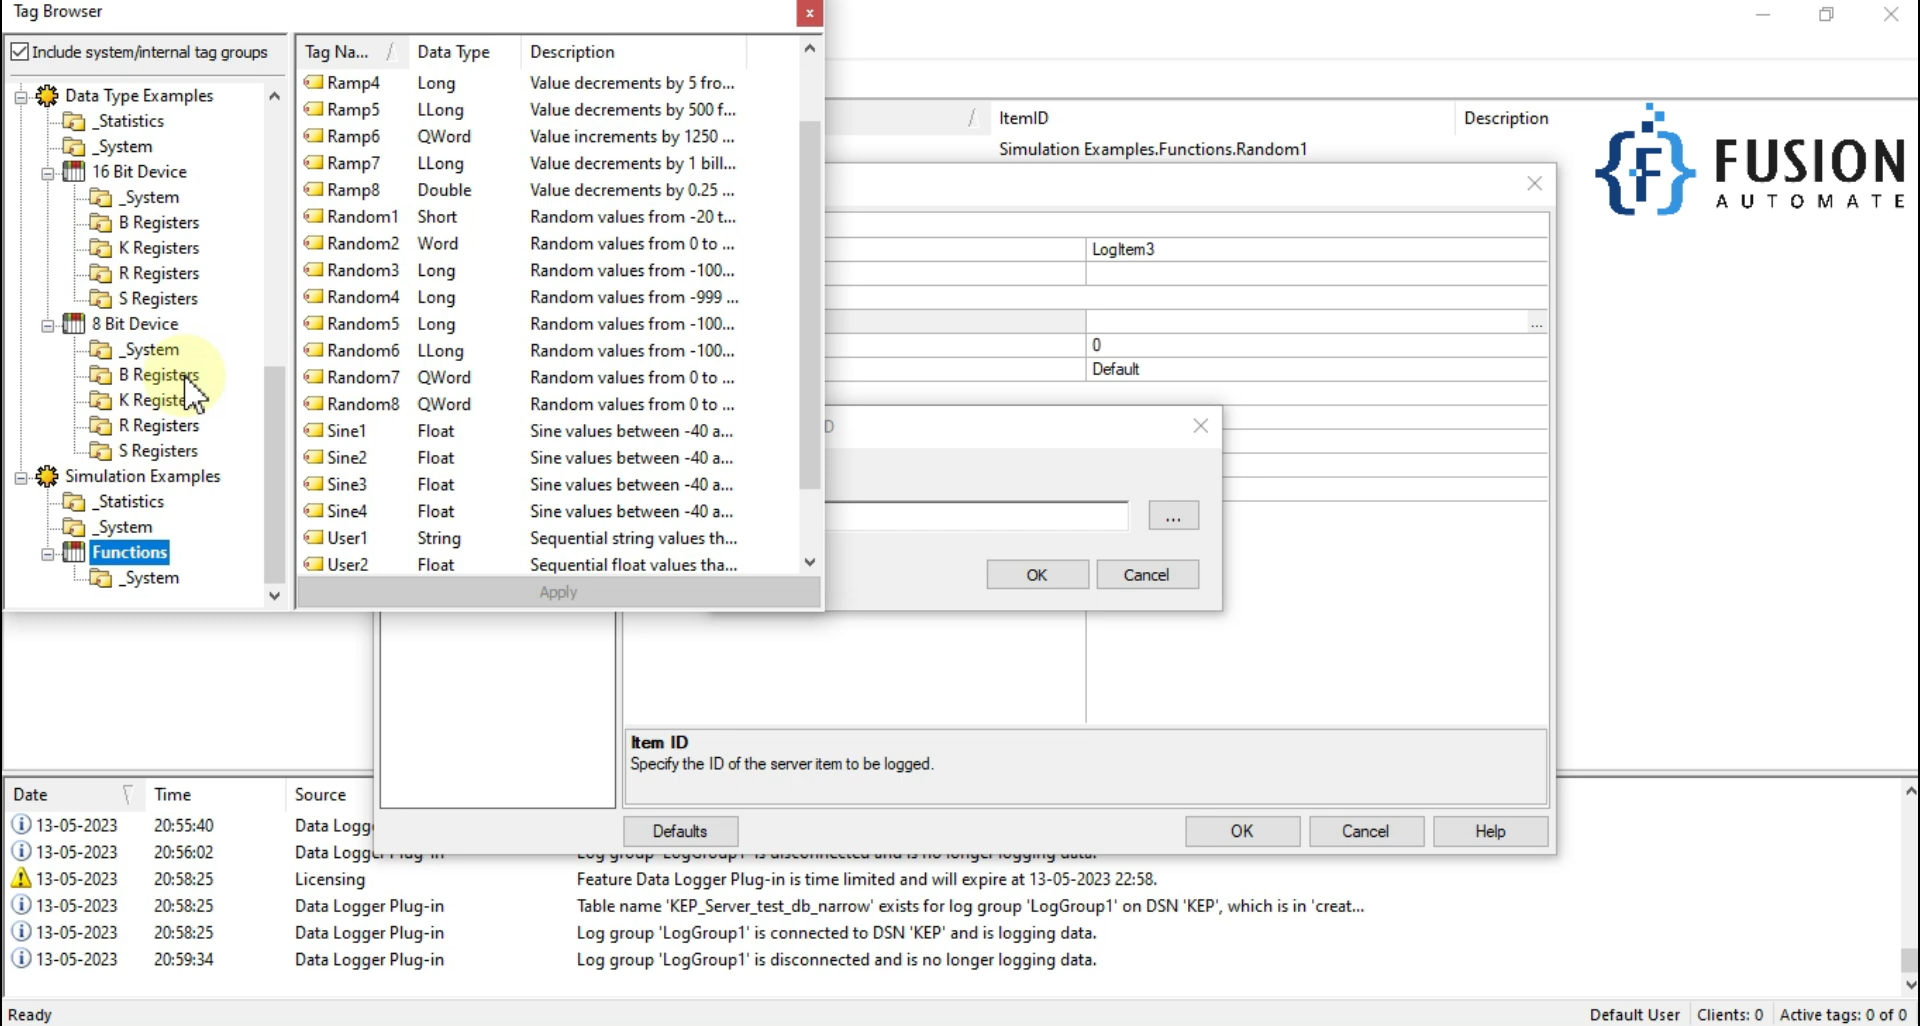 Tag Browser
x
Include system/internal tag groups
Data Type Examples
_Statistics
_System
16 Bit Device
_System
B Registers
K Registers
R Registers
S Registers
8 Bit Device
_System
B Registers
K Registe
R Registers
S Registers
Simulation Examples
_Statistics
_System
Functions
_System
Tag Na... Data Type Description
Ramp4 Long Value decrements by 5 fro...
Ramp5 LLong Value decrements by 500 f...
Ramp6 QWord Value increments by 1250 ...
Ramp7 LLong Value decrements by 1 bill...
Ramp8 Double Value decrements by 0.25 ...
Random1 Short Random values from -20 t...
Random2 Word Random values from 0 to ...
Random3 Long Random values from -100...
Random4 Long Random values from -999 ...
Random5 Long Random values from -100...
Random6 LLong Random values from -100...
Random7 QWord Random values from 0 to ...
Random8 QWord Random values from 0 to ...
Sine1 Float Sine values between -40 a...
Sine2 Float Sine values between -40 a...
Sine3 Float Sine values between -40 a...
Sine4 Float Sine values between -40 a...
User1 String Sequential string values th...
User2 Float Sequential float values tha...
Apply
ItemID Description
Simulation Examples.Functions.Random1
F FUSION
AUTOMATE
LogItem3
...
0
Default
D
...
OK Cancel
Item ID
Specify the ID of the server item to be logged.
Defaults OK Cancel Help
Date Time Source
13-05-2023 20:55:40 Data Logg
13-05-2023 20:56:02 Data Logger Plug-in Log group 'LogGroup1' is disconnected and is no longer logging data.
13-05-2023 20:58:25 Licensing Feature Data Logger Plug-in is time limited and will expire at 13-05-2023 22:58.
13-05-2023 20:58:25 Data Logger Plug-in Table name 'KEP_Server_test_db_narrow' exists for log group 'LogGroup1' on DSN 'KEP', which is in 'creat...
13-05-2023 20:58:25 Data Logger Plug-in Log group 'LogGroup1' is connected to DSN 'KEP' and is logging data.
13-05-2023 20:59:34 Data Logger Plug-in Log group 'LogGroup1' is disconnected and is no longer logging data.
Ready Default User Clients: 0 Active tags: 0 of 0